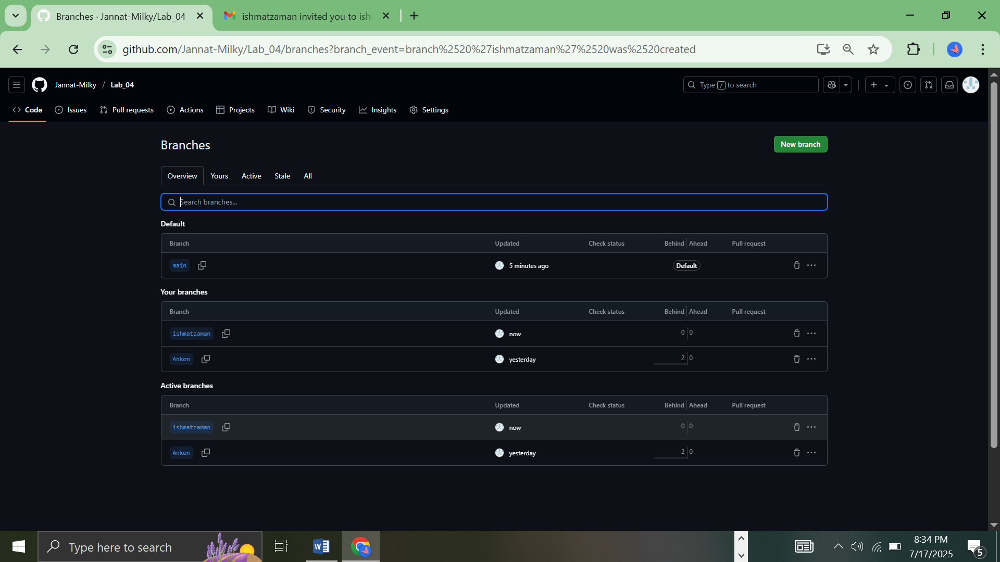 Branches · Jannat-Milky/Lab_04
ishmatzaman invited you to ish
github.com/Jannat-Milky/Lab_04/branches?branch_event=branch%2520%27ishmatzaman%27%2520was%2520created
Jannat-Milky / Lab_04
Type / to search
Code Issues Pull requests Actions Projects Wiki Security Insights Settings
Branches
New branch
Overview Yours Active Stale All
Search branches...
Default
Branch Updated Check status Behind Ahead Pull request
main 5 minutes ago Default
Your branches
Branch Updated Check status Behind Ahead Pull request
ishmatzaman now 0 0
Ankon yesterday 2 0
Active branches
Branch Updated Check status Behind Ahead Pull request
ishmatzaman now 0 0
Ankon yesterday 2 0
Type here to search
8:34 PM
7/17/2025
5